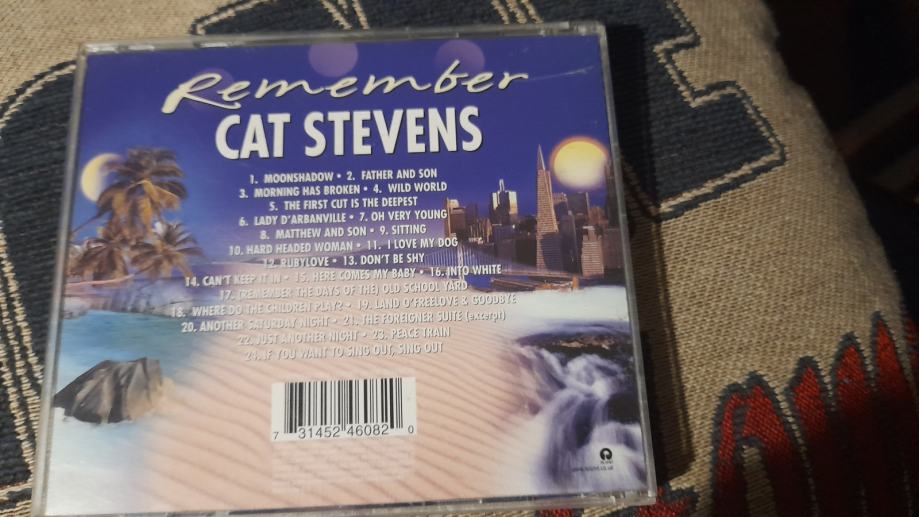 Remember
CAT STEVENS
1. MOONSHADOW • 2. FATHER AND SON
3. MORNING HAS BROKEN • 4. WILD WORLD
5. THE FIRST CUT IS THE DEEPEST
6. LADY D'ARBANVILLE • 7. OH VERY YOUNG
8. MATTHEW AND SON • 9. SITTING
10. HARD HEADED WOMAN • 11. I LOVE MY DOG
12. RUBYLOVE • 13. DON'T BE SHY
14. CAN'T KEEP IT IN • 15. HERE COMES MY BABY • 16. INTO WHITE
17. (REMEMBER THE DAYS OF THE) OLD SCHOOL YARD
18. WHERE DO THE CHILDREN PLAY? • 19. LAND O'FREELOVE & GOODBYE
20. ANOTHER SATURDAY NIGHT • 21. THE FOREIGNER SUITE (excerpt)
22. JUST ANOTHER NIGHT • 23. PEACE TRAIN
24. IF YOU WANT TO SING OUT, SING OUT
7 31452 46082 0